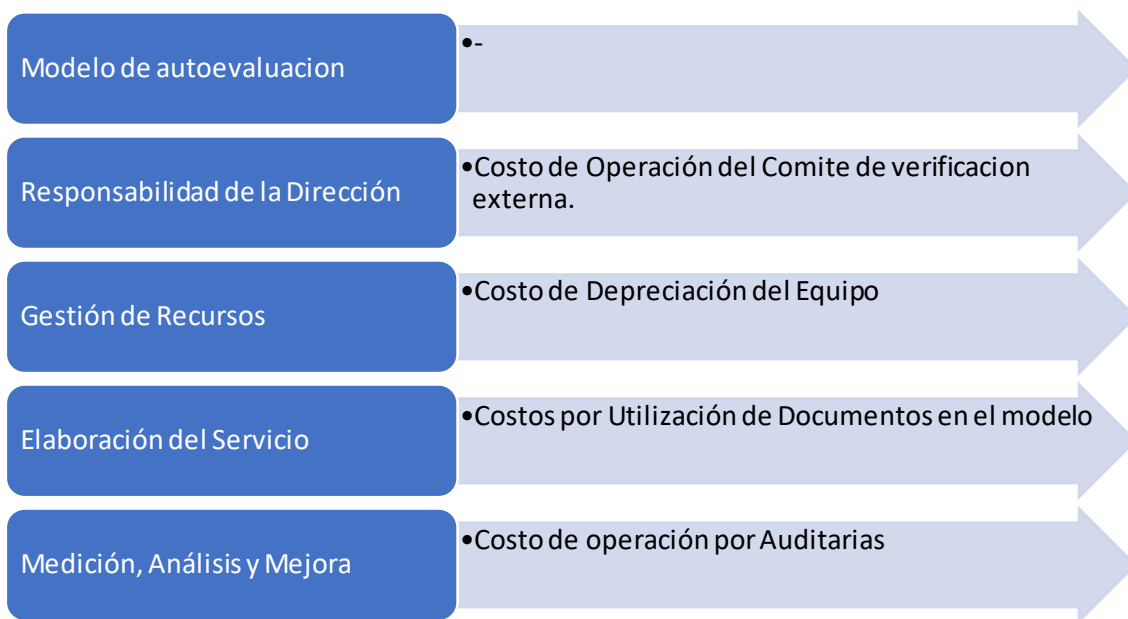 Modelo de autoevaluacion
•-
Responsabilidad de la Dirección
•Costo de Operación del Comite de verificacion
externa.
Gestión de Recursos
•Costo de Depreciación del Equipo
Elaboración del Servicio
•Costos por Utilización de Documentos en el modelo
Medición, Análisis y Mejora
•Costo de operación por Auditarias